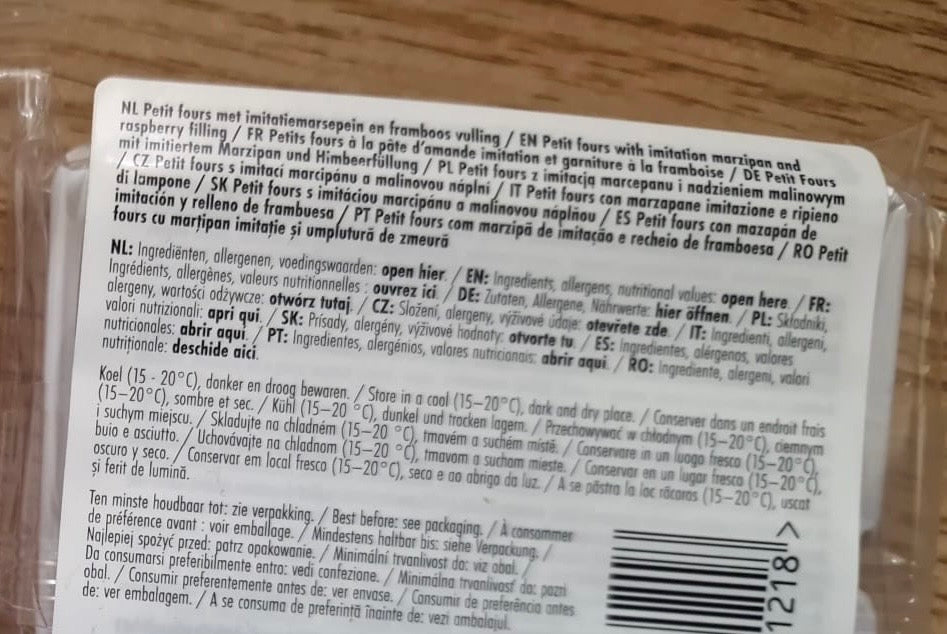 NL Petit fours met imitatiemarsepein en framboos vulling / EN Petit fours with imitation marzipan and
raspberry filling / FR Petits fours à la pâte d'amande imitation et garniture à la framboise / DE Petit Fours
mit imitiertem Marzipan und Himbeerfüllung / PL Petit fours z imitacją marcepanu i nadzieniem malinowym
/ CZ Petit fours s imitací marcipánu a malinovou náplní / IT Petit fours con marzapane imitazione e ripieno
di lampone / SK Petit fours s imitáciou marcipánu a malinovou náplňou / ES Petit fours con mazapán de
imitación y relleno de frambuesa / PT Petit fours com marzipã de imitação e recheio de framboesa / RO Petit
fours cu marțipan imitație și umplutură de zmeură
NL: Ingrediënten, allergenen, voedingswaarden: open hier. / EN: Ingredients, allergens, nutritional values: open here. / FR:
Ingrédients, allergènes, valeurs nutritionnelles : ouvrez ici. / DE: Zutaten, Allergene, Nährwerte: hier öffnen. / PL: Składniki,
alergeny, wartości odżywcze: otwórz tutaj. / CZ: Složení, alergeny, výživové údaje: otevřete zde. / IT: Ingredienti, allergeni,
valori nutrizionali: apri qui. / SK: Prísady, alergény, výživové hodnoty: otvorte tu. / ES: Ingredientes, alérgenos, valores
nutricionales: abrir aquí. / PT: Ingredientes, alergénios, valores nutricionais: abrir aqui. / RO: Ingrediente, alergeni, valori
nutriționale: deschide aici.
Koel (15 - 20°C), donker en droog bewaren. / Store in a cool (15–20°C), dark and dry place. / Conserver dans un endroit frais
(15–20°C), sombre et sec. / Kühl (15–20 °C), dunkel und trocken lagern. / Przechowywać w chłodnym (15–20°C), ciemnym
i suchym miejscu. / Skladujte na chladném (15–20 °C), tmavém a suchém místě. / Conservare in un luogo fresco (15–20°C),
buio e asciutto. / Uchovávajte na chladnom (15–20 °C), tmavom a suchom mieste. / Conservar en un lugar fresco (15–20°C),
oscuro y seco. / Conservar em local fresco (15–20°C), seco e ao abrigo da luz. / A se păstra la loc răcoros (15–20°C), uscat
și ferit de lumină.
Ten minste houdbaar tot: zie verpakking. / Best before: see packaging. / À consommer
de préférence avant : voir emballage. / Mindestens haltbar bis: siehe Verpackung. /
Najlepiej spożyć przed: patrz opakowanie. / Minimální trvanlivost do: viz obal. /
Da consumarsi preferibilmente entro: vedi confezione. / Minimálna trvanlivosť do: pozri
obal. / Consumir preferentemente antes de: ver envase. / Consumir de preferência antes
de: ver embalagem. / A se consuma de preferință înainte de: vezi ambalajul.
1218 >